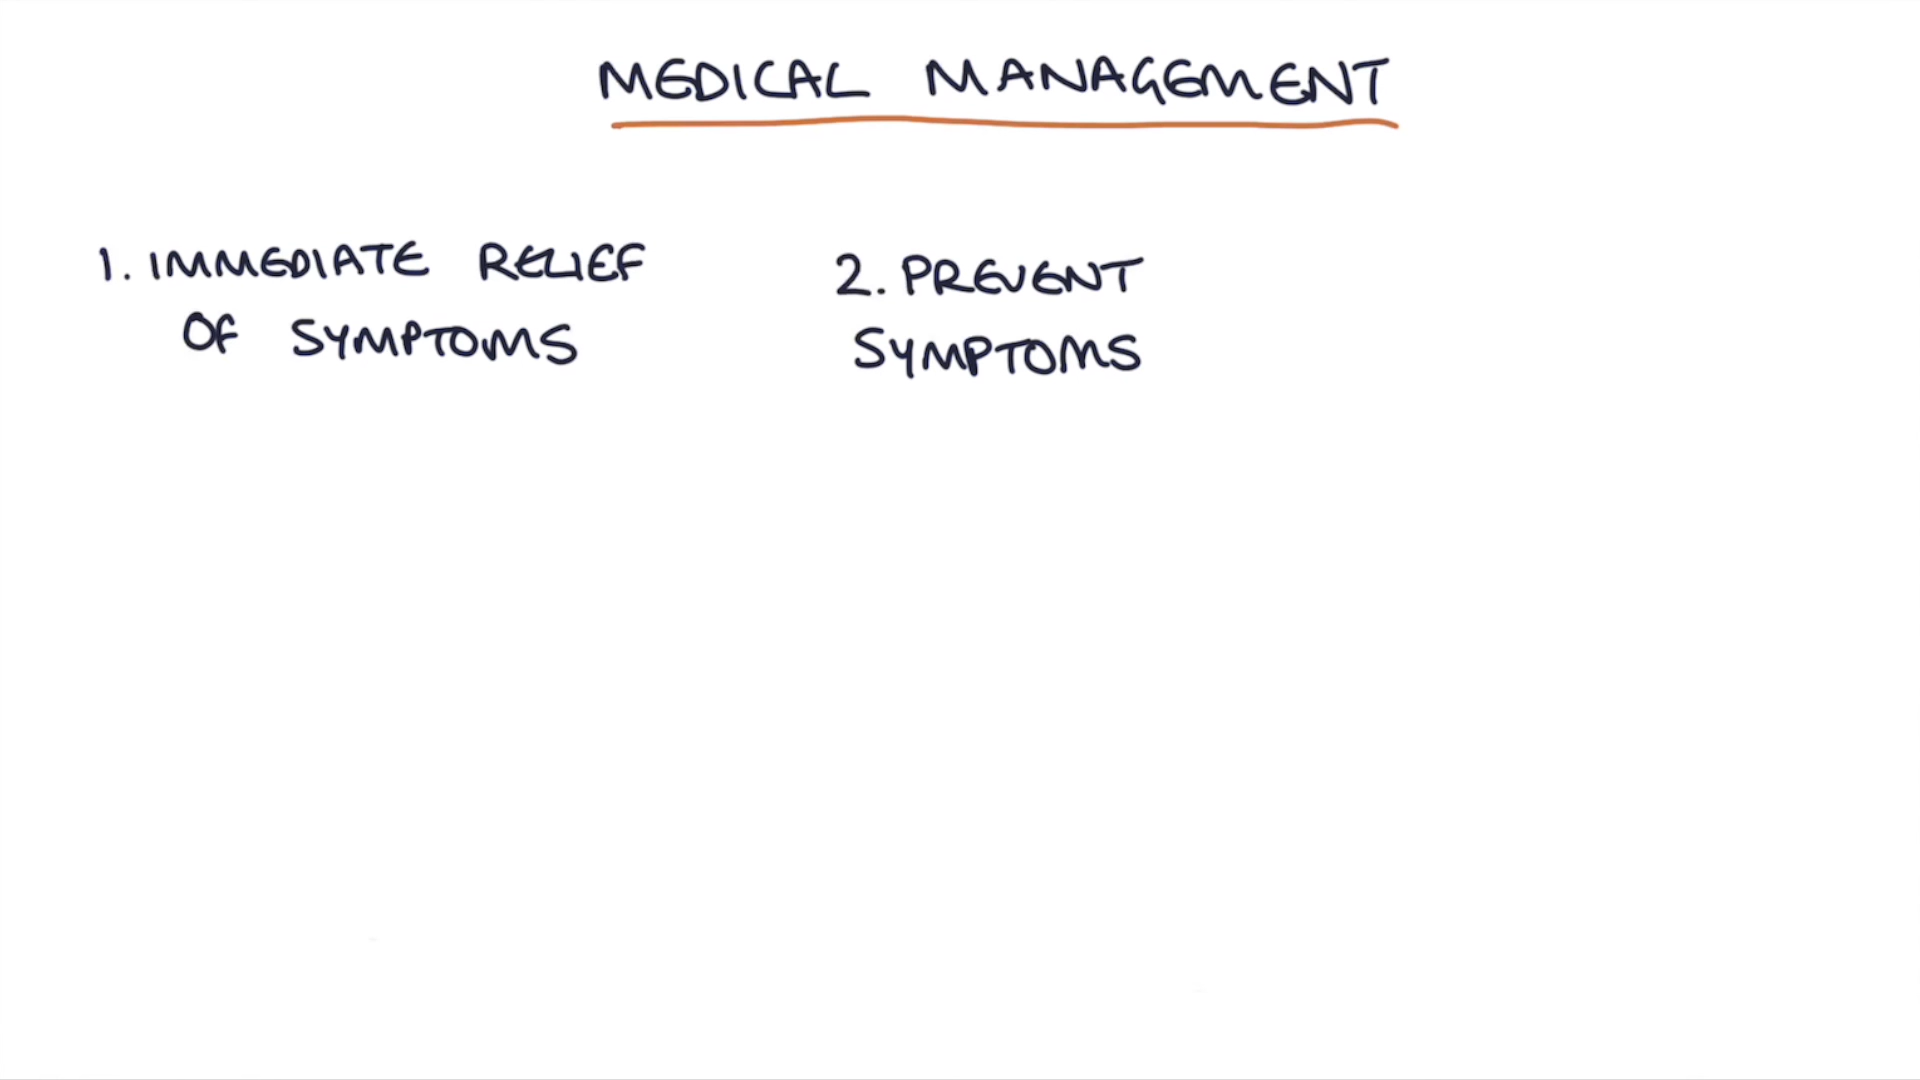 MEDICAL MANAGEMENT
1. IMMEDIATE RELIEF
OF SYMPTOMS
2. PREVENT
SYMPTOMS